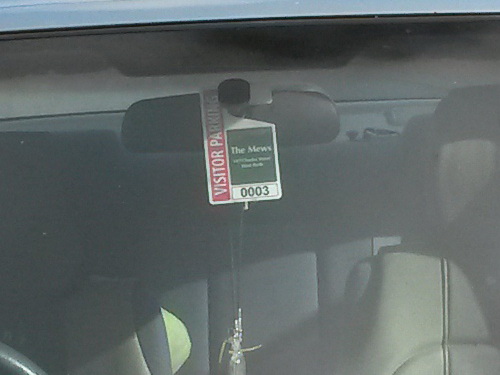 VISITOR PARKING
The Mews
0003